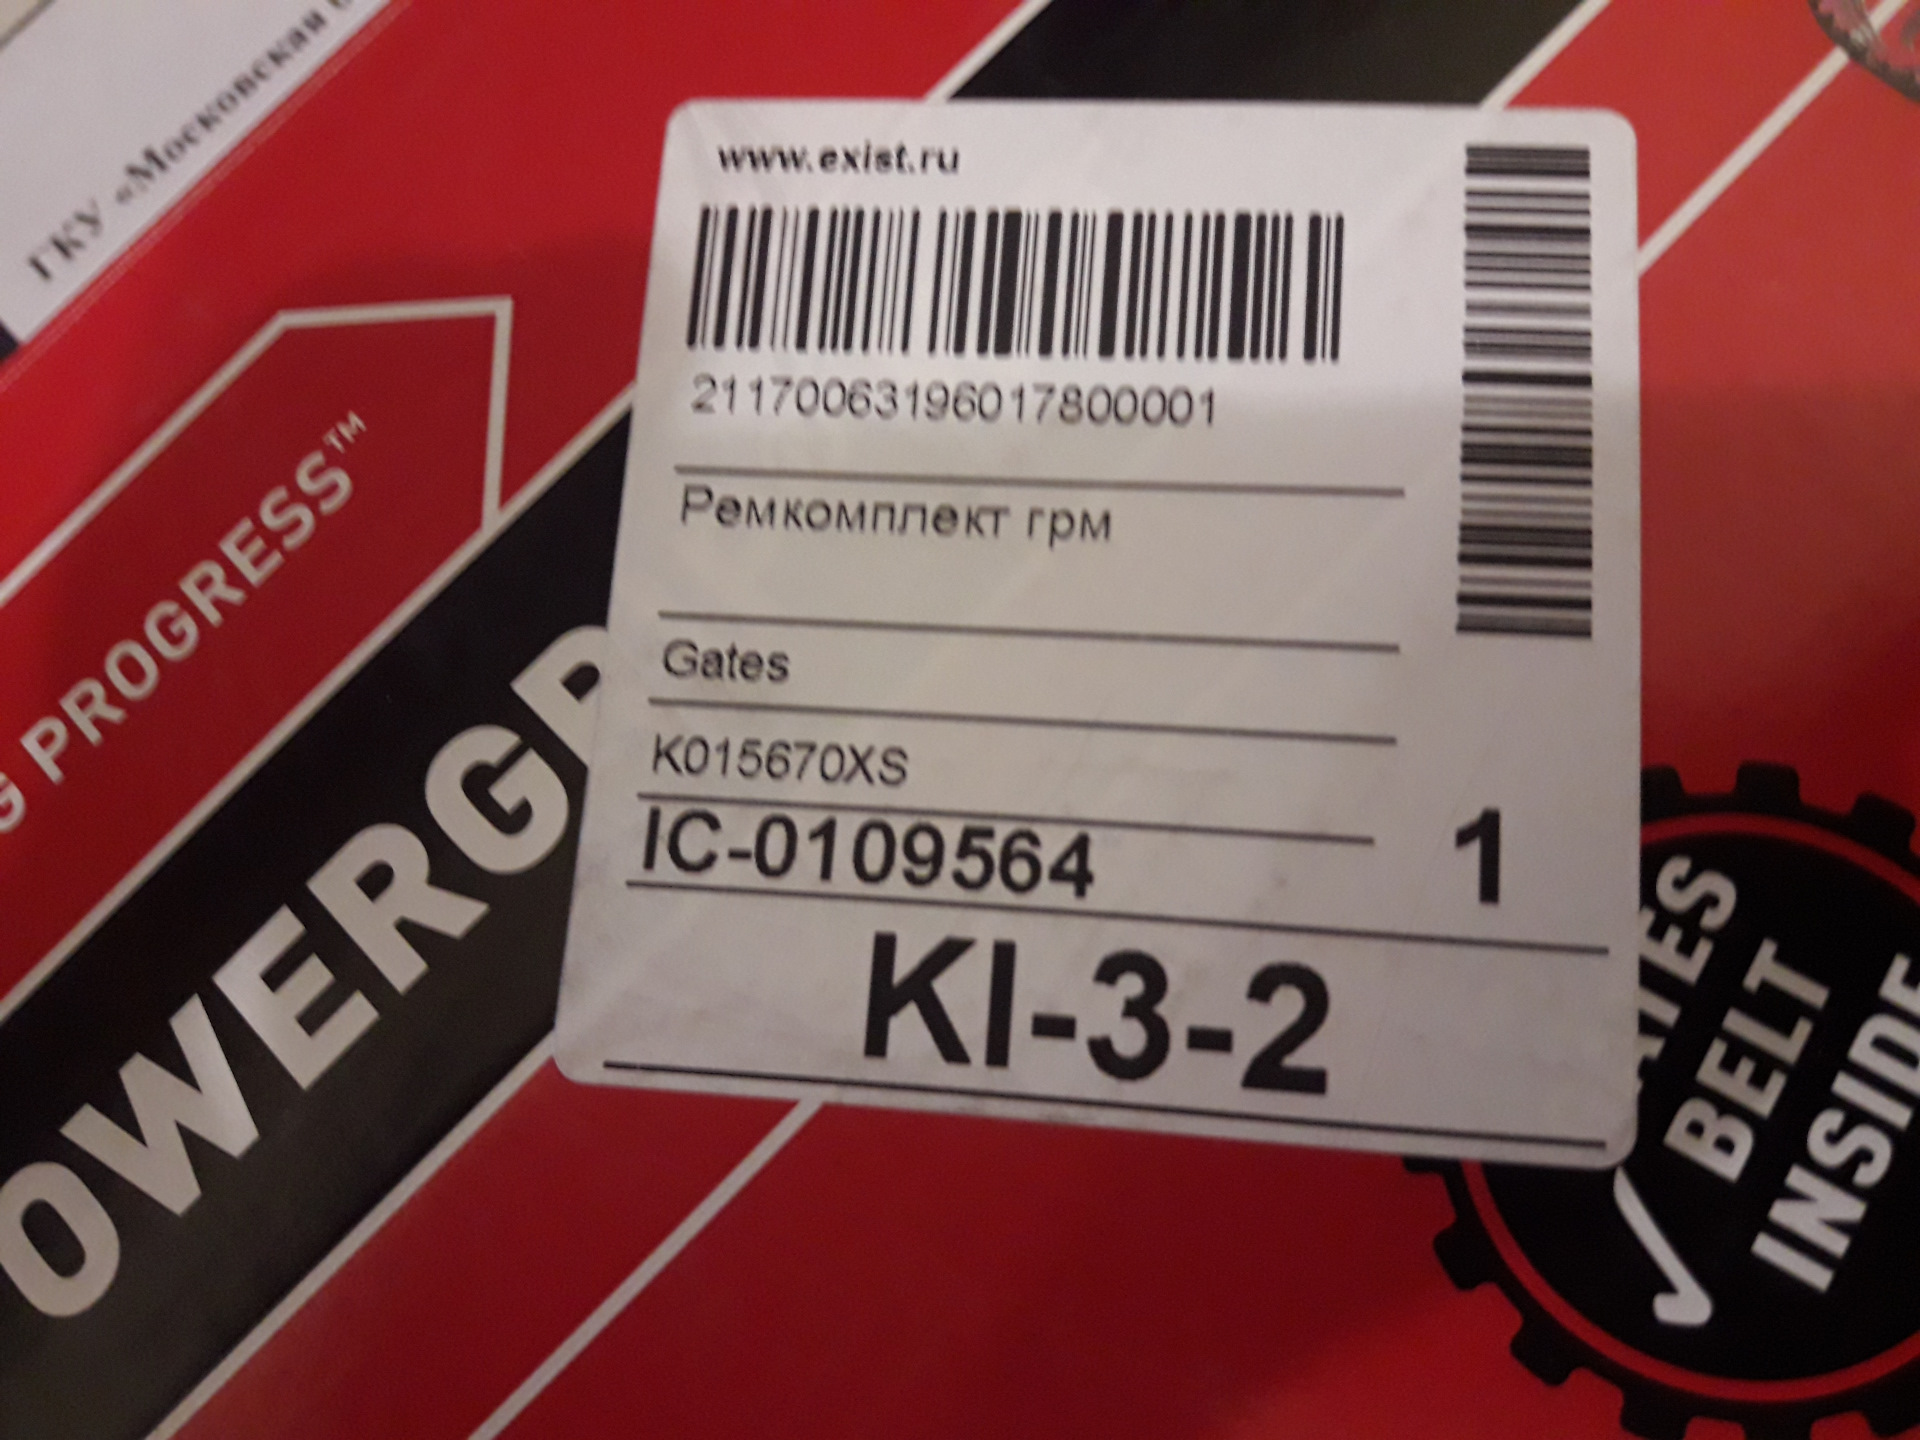 ГКУ «Московская
www.exist.ru
21170063196017800001
Ремкомплект грм
Gates
K015670XS
IC-0109564
1
KI-3-2
G PROGRESS™
OWERGR
ATES
BELT
INSIDE